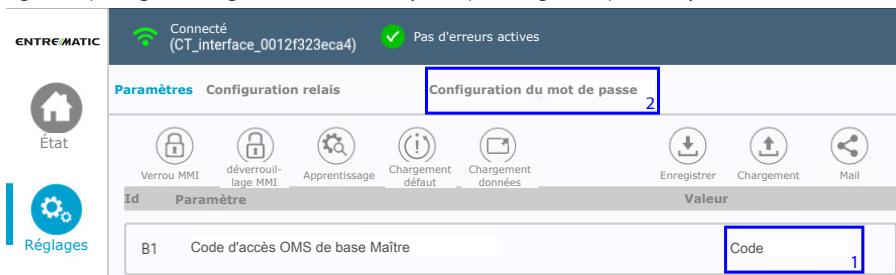 ENTREMATIC
Connecté
(CT_interface_0012f323eca4)
Pas d'erreurs actives
Paramètres Configuration relais Configuration du mot de passe
2
État
Verrou MMI
déverrouil-
lage MMI
Apprentissage
Chargement
défaut
Chargement
données
Enregistrer
Chargement
Mail
Id Paramètre Valeur
Réglages
B1 Code d'accès OMS de base Maître Code
1